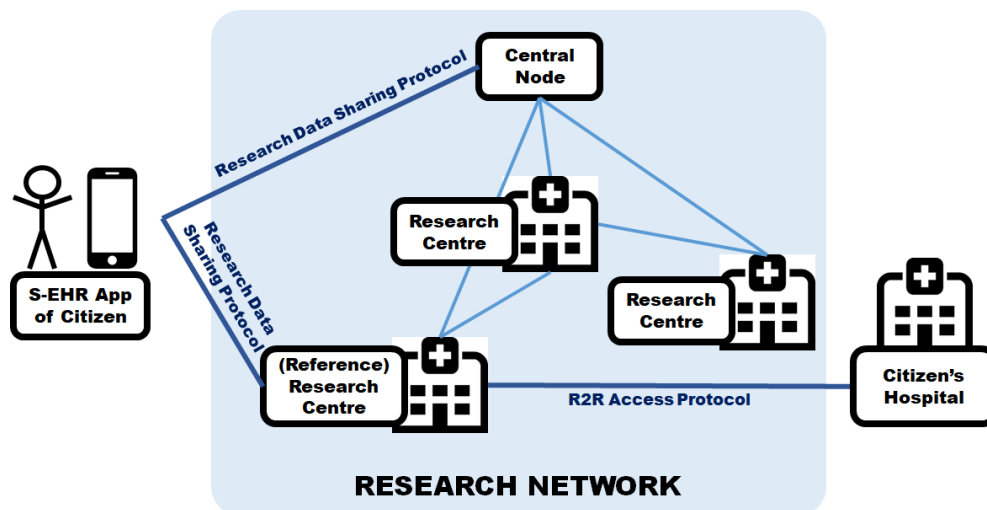 Central
Node
Research Data Sharing Protocol
Research
Centre
Research Data
Sharing Protocol
S-EHR App
of Citizen
Research
Centre
(Reference)
Research
Centre
R2R Access Protocol
Citizen's
Hospital
RESEARCH NETWORK